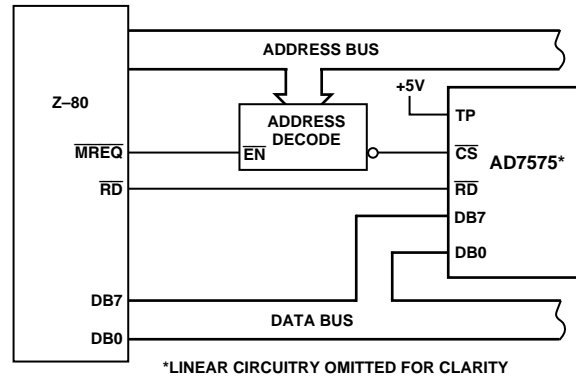 ADDRESS BUS
Z–80
+5V
TP
ADDRESS
DECODE
MREQ
EN
CS
AD7575*
RD
RD
DB7
DB0
DB7
DATA BUS
DB0
*LINEAR CIRCUITRY OMITTED FOR CLARITY